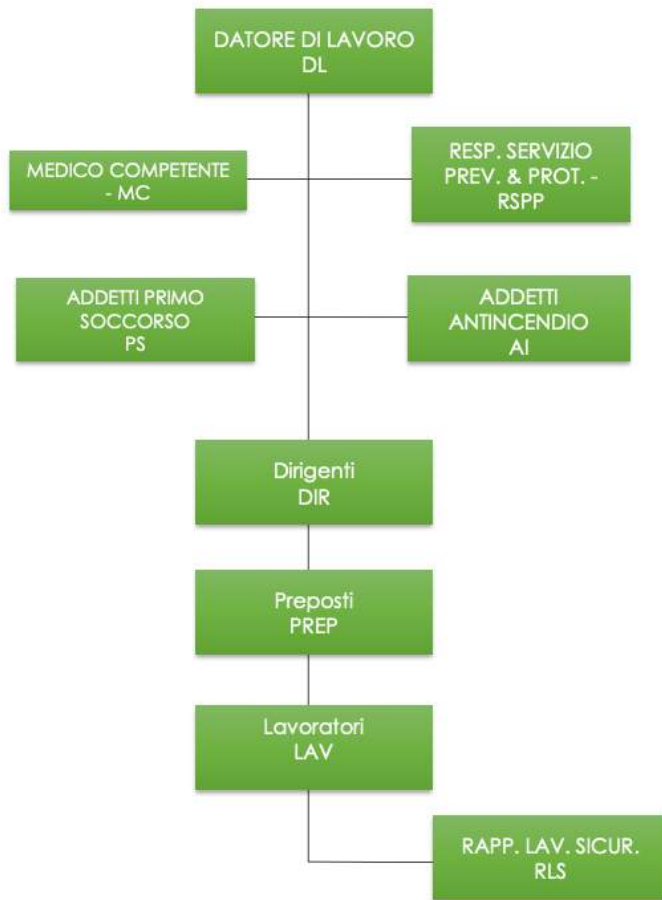 DATORE DI LAVORO
DL
MEDICO COMPETENTE
- MC
RESP. SERVIZIO
PREV. & PROT. -
RSPP
ADDETTI PRIMO
SOCCORSO
PS
ADDETTI
ANTINCENDIO
AI
Dirigenti
DIR
Preposti
PREP
Lavoratori
LAV
RAPP. LAV. SICUR.
RLS